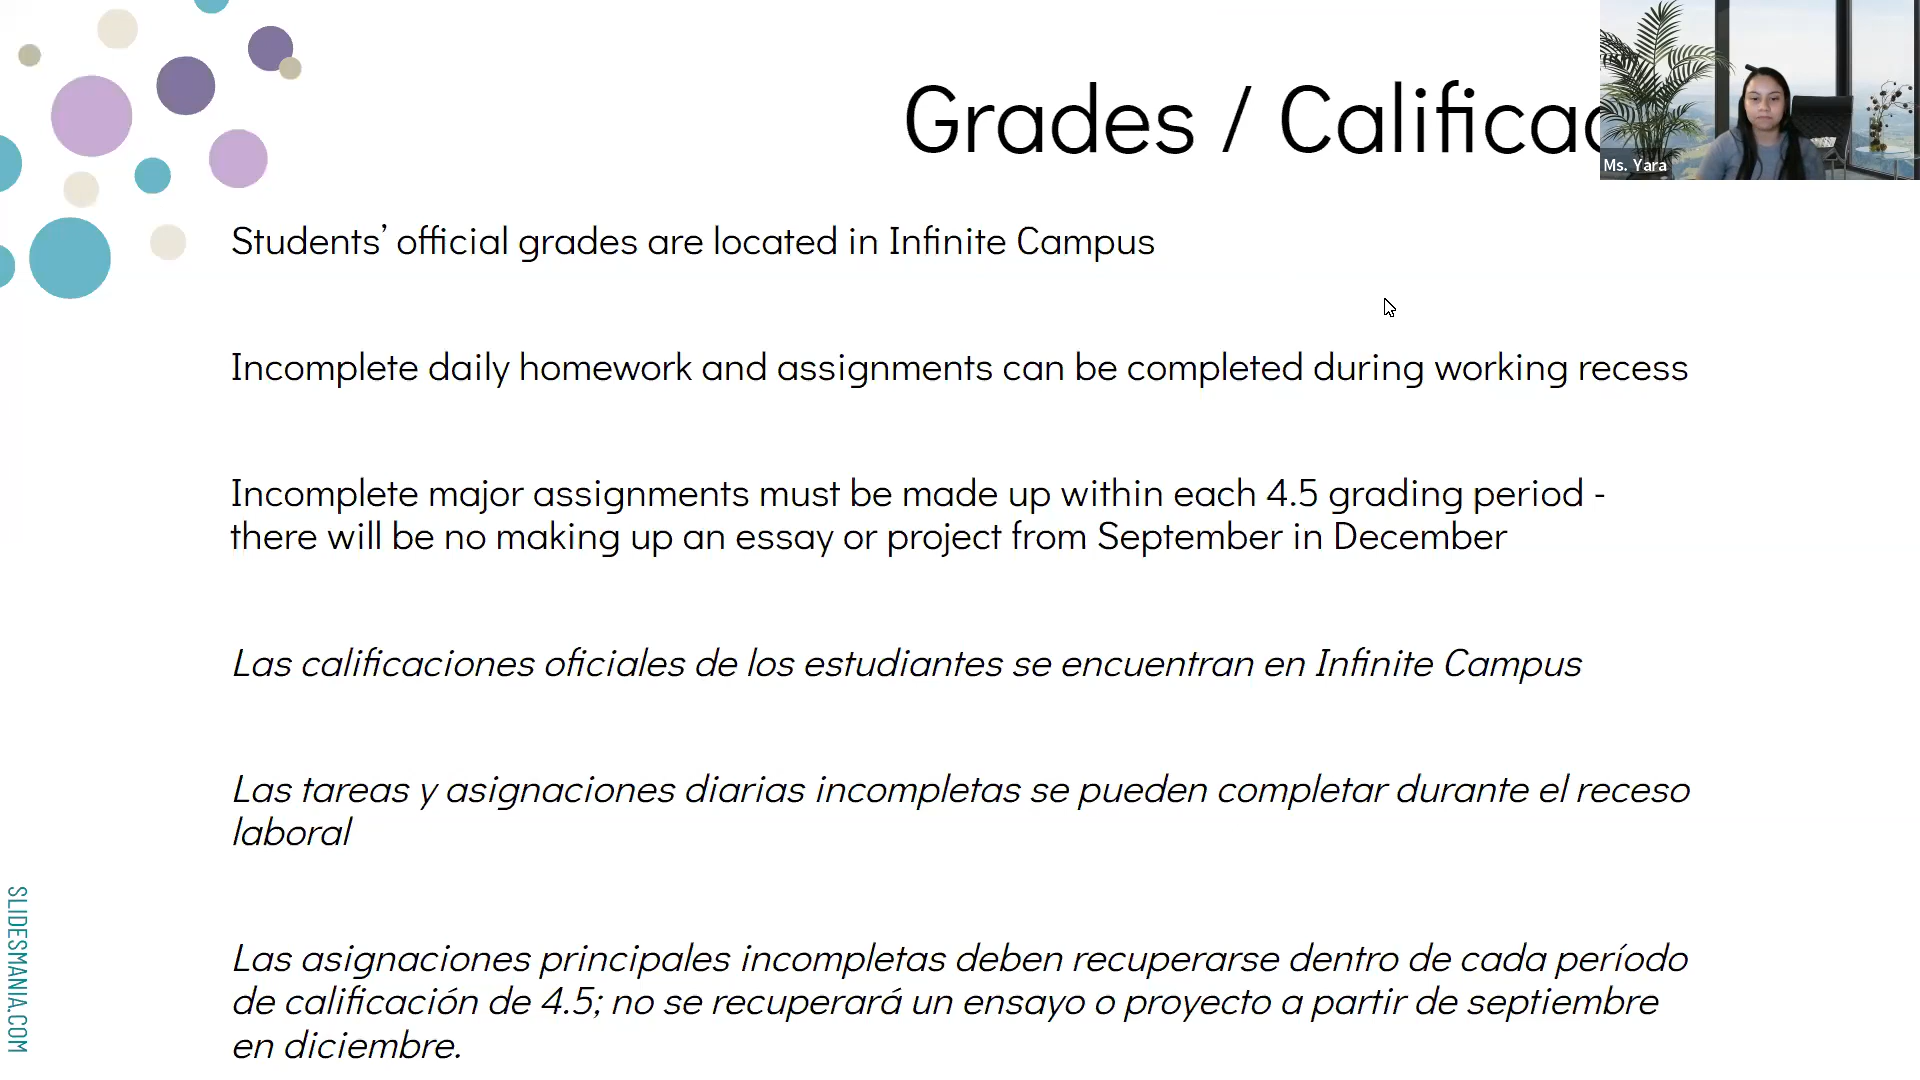 Grades / Califica
Ms. Yara
Students’ official grades are located in Infinite Campus
Incomplete daily homework and assignments can be completed during working recess
Incomplete major assignments must be made up within each 4.5 grading period -
there will be no making up an essay or project from September in December
Las calificaciones oficiales de los estudiantes se encuentran en Infinite Campus
Las tareas y asignaciones diarias incompletas se pueden completar durante el receso
laboral
Las asignaciones principales incompletas deben recuperarse dentro de cada período
de calificación de 4.5; no se recuperará un ensayo o proyecto a partir de septiembre
en diciembre.
SLIDESMANIA.COM